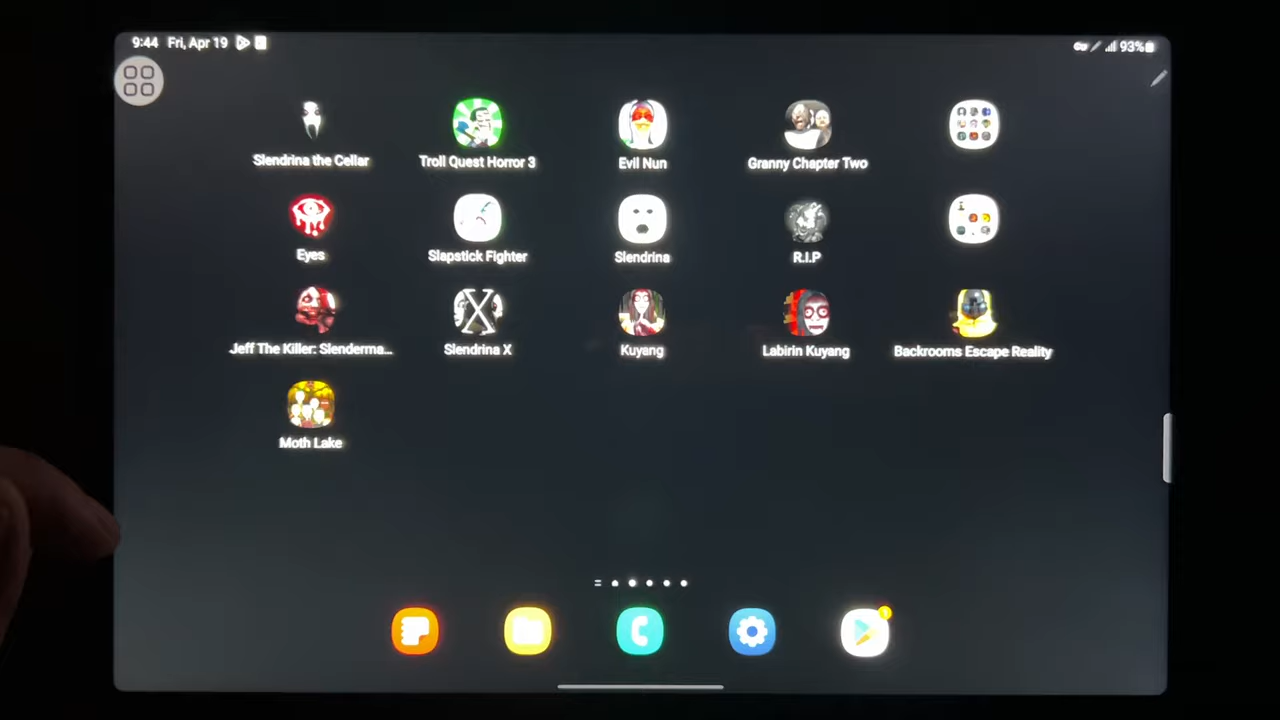 9:44 Fri, Apr 19
93%
Slendrina the Cellar
Troll Quest Horror 3
Evil Nun
Granny Chapter Two
Eyes
Slapstick Fighter
Slendrina
R.I.P
Jeff The Killer: Slenderma...
Slendrina X
Kuyang
Labirin Kuyang
Backrooms Escape Reality
Moth Lake